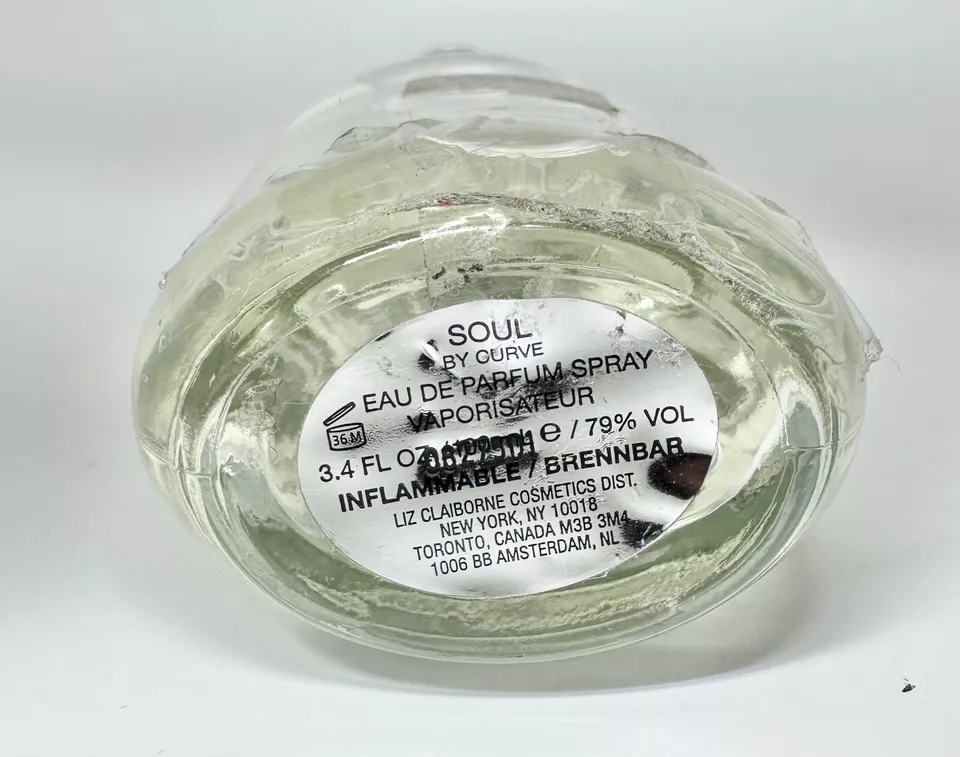 SOUL
BY CURVE
EAU DE PARFUM SPRAY
VAPORISATEUR
36 M
3.4 FL OZ ℮ / 79% VOL
INFLAMMABLE / BRENNBAR
LIZ CLAIBORNE COSMETICS DIST.
NEW YORK, NY 10018
TORONTO, CANADA M3B 3M4
1006 BB AMSTERDAM, NL